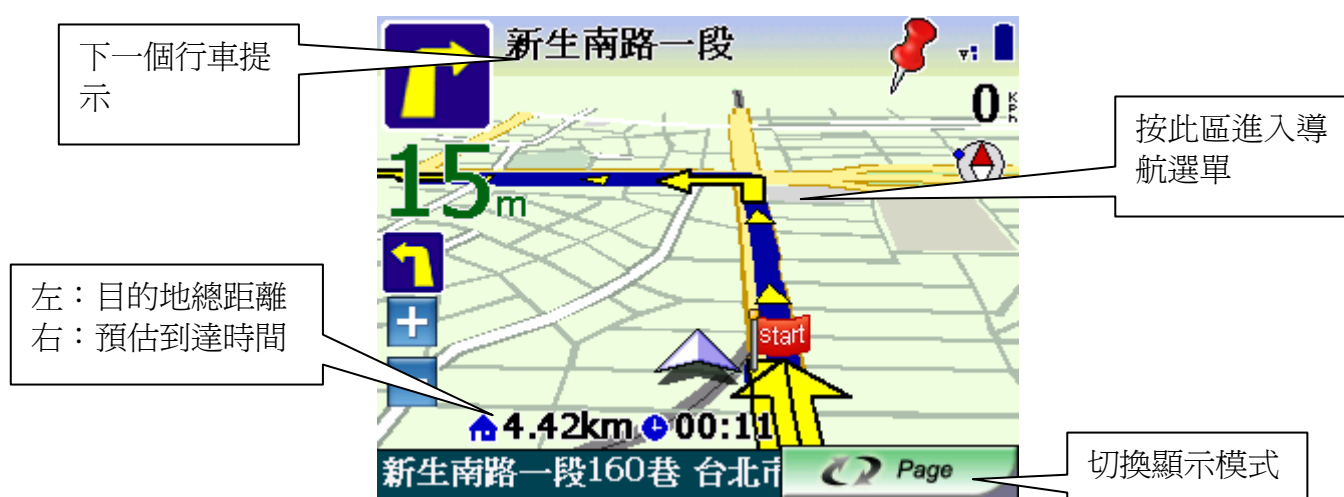 下一個行車提
示
新生南路一段
0 KPh
按此區進入導
航選單
15m
左：目的地總距離
右：預估到達時間
start
4.42km 00:11
新生南路一段160巷 台北市
Page
切換顯示模式